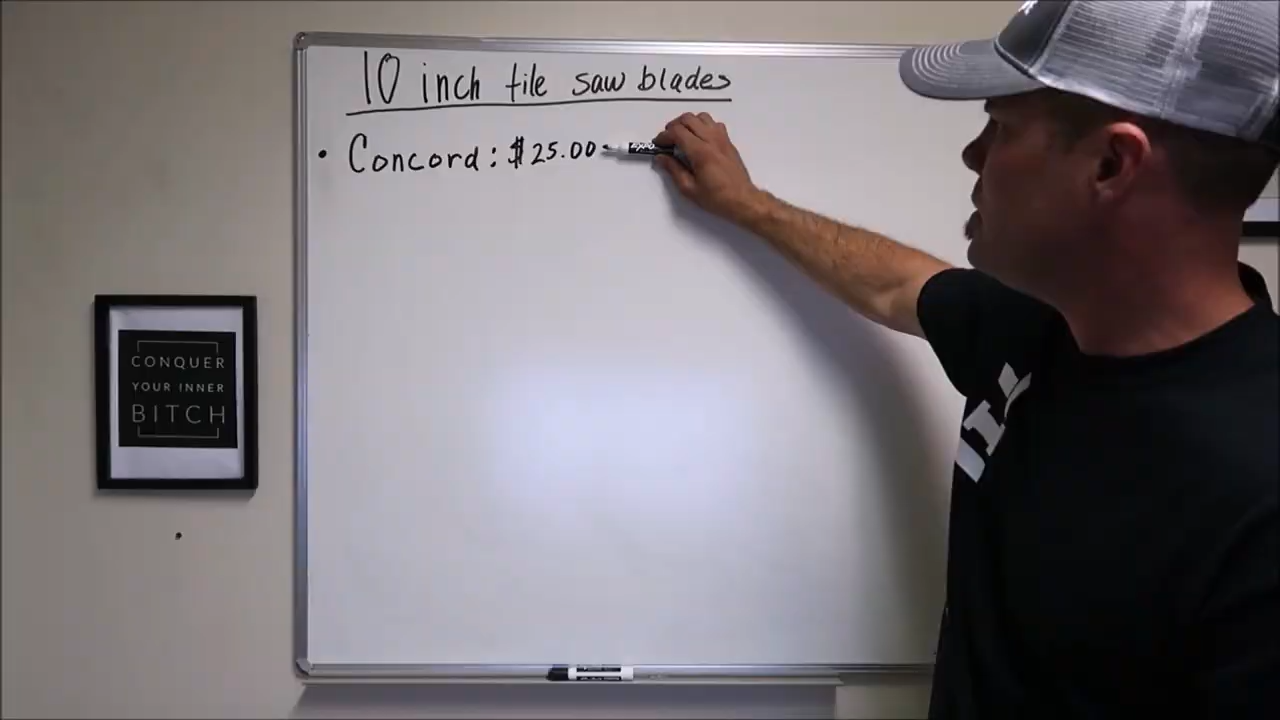 10 inch tile saw blades
• Concord: $25.00
CONQUER
YOUR INNER
BITCH